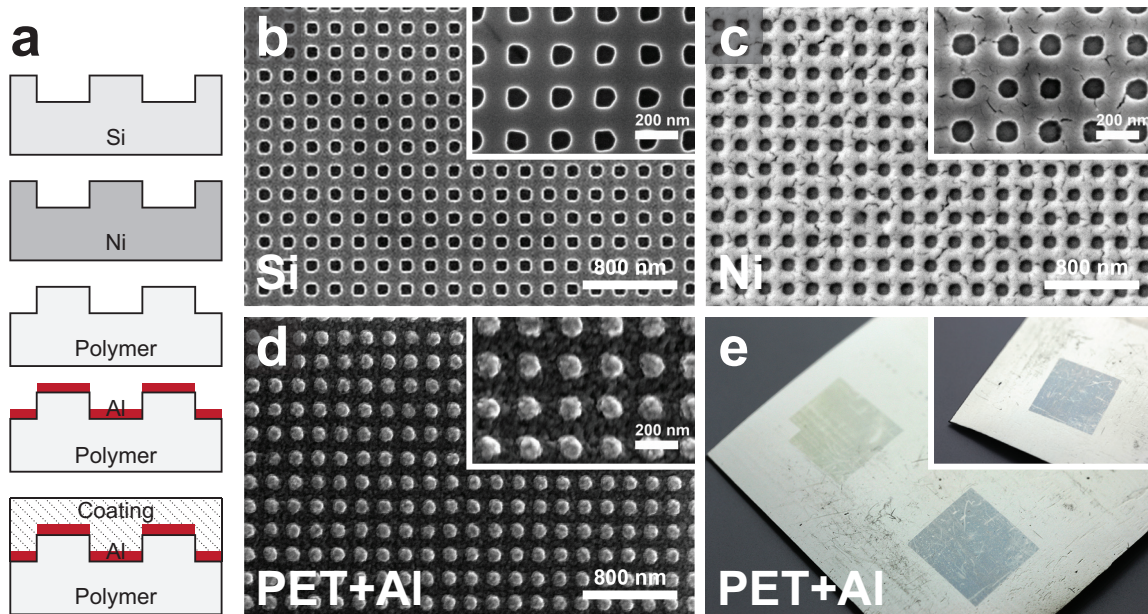 a
Si
Ni
Polymer
Al
Polymer
Coating
Al
Polymer
b
200 nm
800 nm
Si
c
200 nm
800 nm
Ni
d
200 nm
800 nm
PET+Al
e
PET+Al